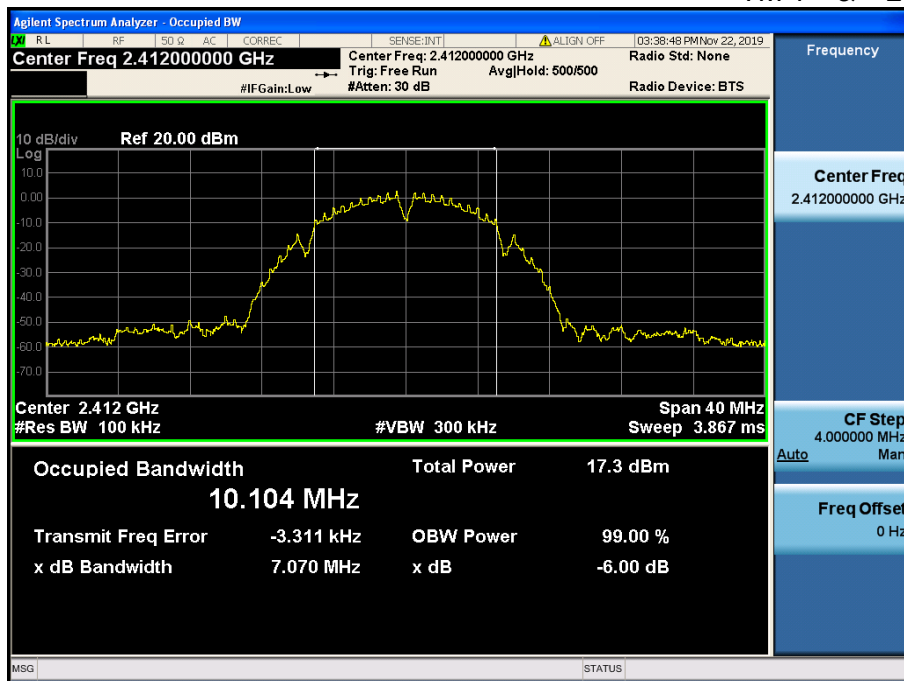 Agilent Spectrum Analyzer - Occupied BW
LXI RL RF 50 Ω AC CORREC SENSE:INT ALIGN OFF 03:38:48 PM Nov 22, 2019
Center Freq 2.412000000 GHz
Center Freq: 2.412000000 GHz
Radio Std: None
Trig: Free Run Avg|Hold: 500/500
#IFGain:Low
#Atten: 30 dB
Radio Device: BTS
Frequency
10 dB/div Ref 20.00 dBm
Log
10.0
0.00
-10.0
-20.0
-30.0
-40.0
-50.0
-60.0
-70.0
Center 2.412 GHz
Span 40 MHz
#Res BW 100 kHz
#VBW 300 kHz
Sweep 3.867 ms
Occupied Bandwidth
10.104 MHz
Total Power 17.3 dBm
Transmit Freq Error -3.311 kHz
OBW Power 99.00 %
x dB Bandwidth 7.070 MHz
x dB -6.00 dB
Center Freq
2.412000000 GHz
CF Step
4.000000 MHz
Auto Man
Freq Offset
0 Hz
MSG
STATUS